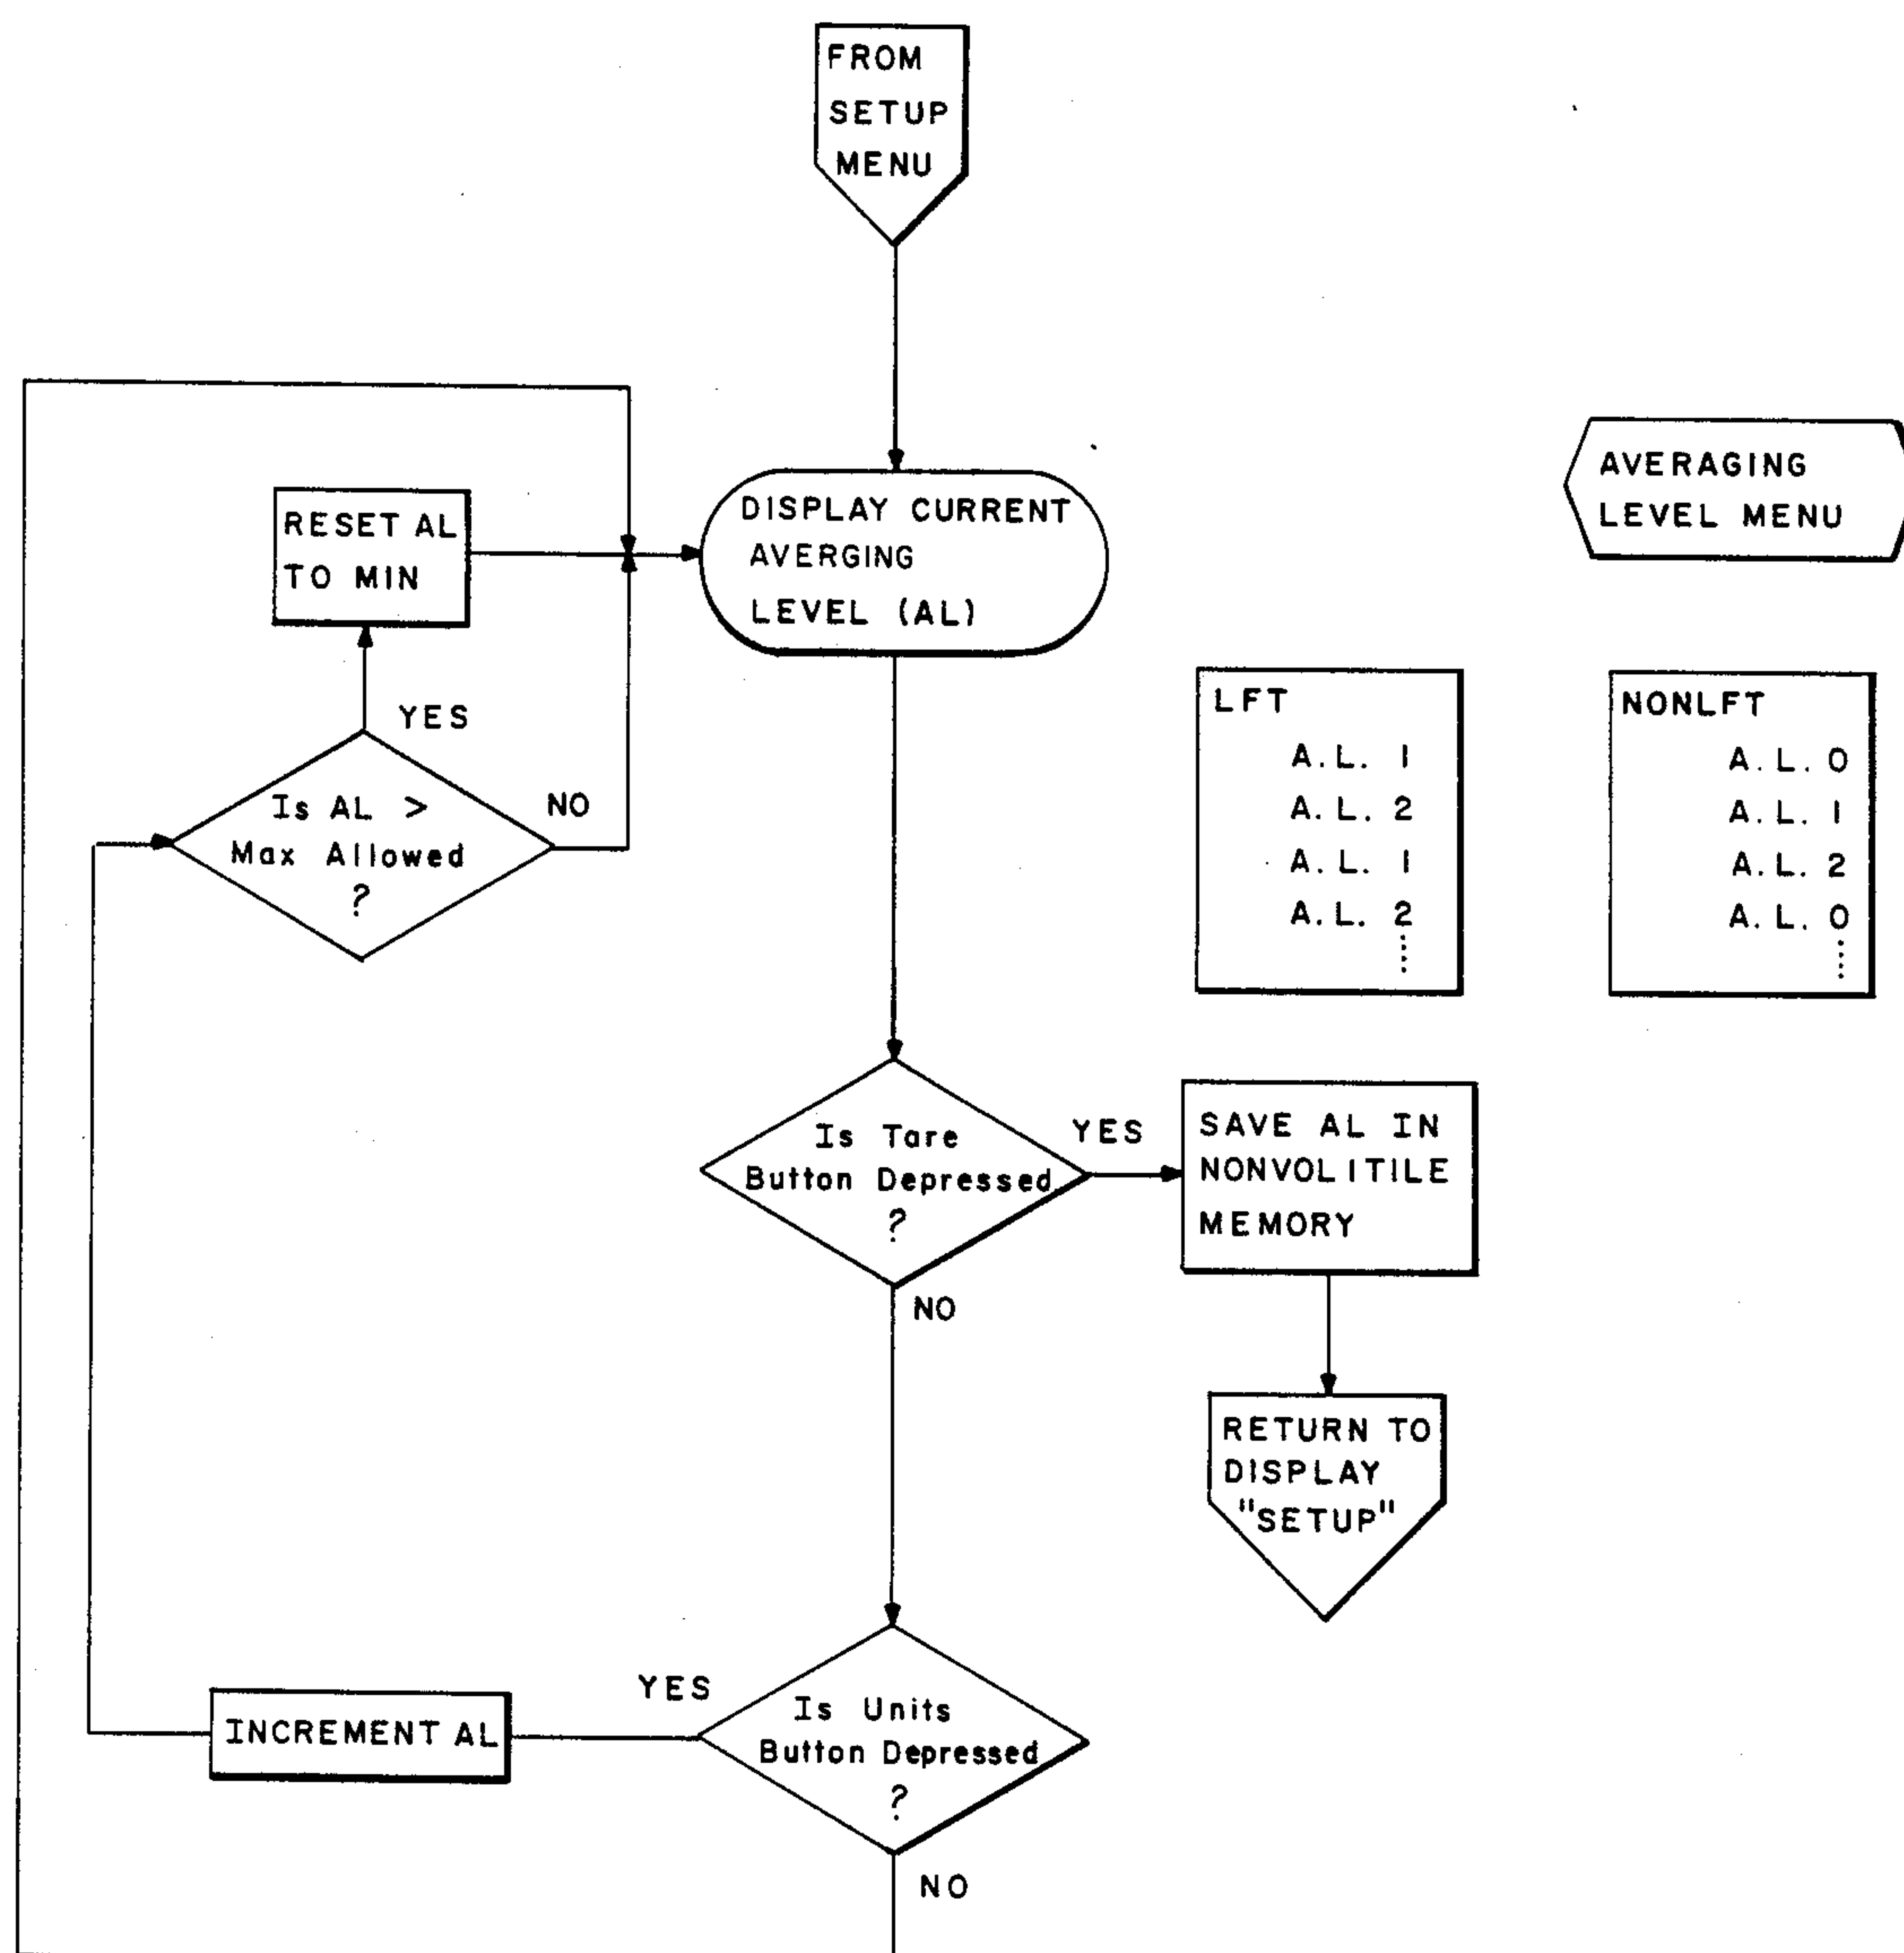 FROM
SETUP
MENU
AVERAGING
LEVEL MENU
RESET AL
TO MIN
DISPLAY CURRENT
AVERGING
LEVEL (AL)
YES
Is AL >
Max Allowed
?
NO
LFT
A.L. 1
A.L. 2
A.L. 1
A.L. 2
⋮
NONLFT
A.L. 0
A.L. 1
A.L. 2
A.L. 0
⋮
Is Tare
Button Depressed
?
YES
NO
SAVE AL IN
NONVOLITILE
MEMORY
RETURN TO
DISPLAY
"SETUP"
INCREMENT AL
YES
Is Units
Button Depressed
?
NO